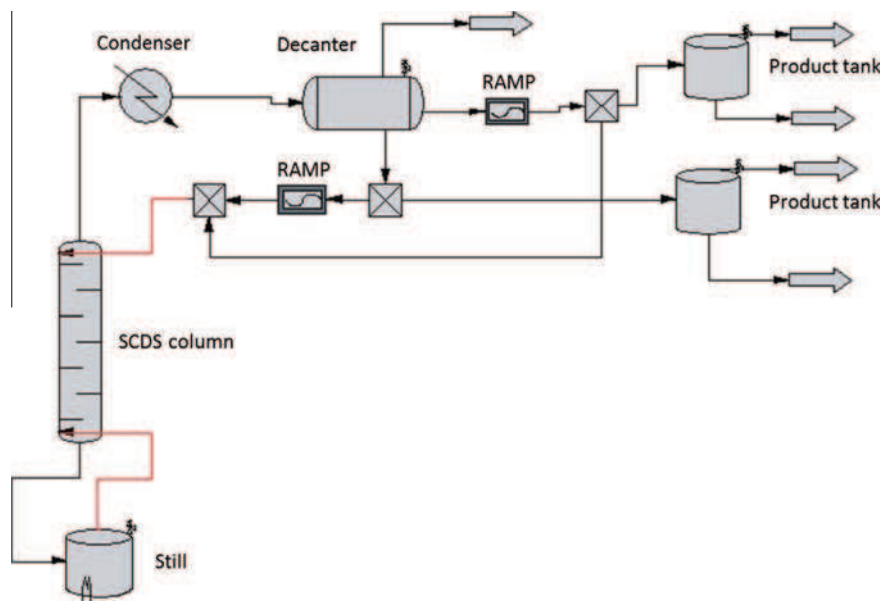 Condenser
Decanter
RAMP
Product tank
RAMP
Product tank
SCDS column
Still